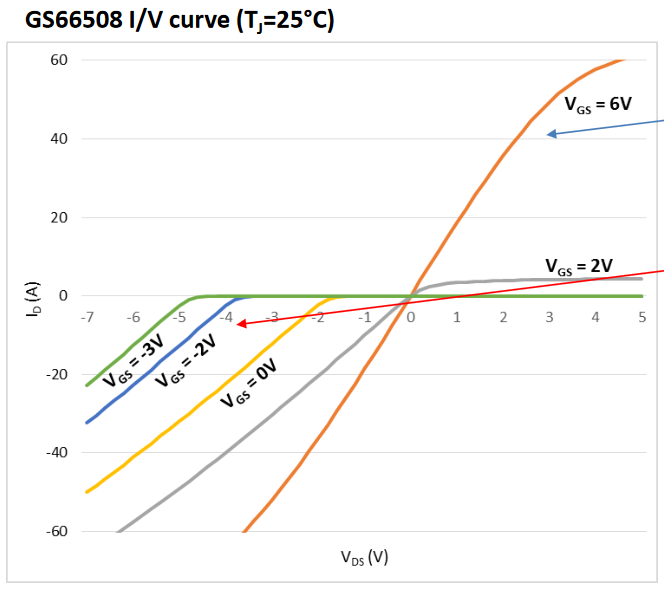 GS66508 I/V curve (TJ=25°C)
60
VGS = 6V
40
20
VGS = 2V
0
-7 -6 -5 -4 -3 -2 -1 0 1 2 3 4 5
ID (A)
VGS = -3V
VGS = -2V
VGS = 0V
-20
-40
-60
VDS (V)